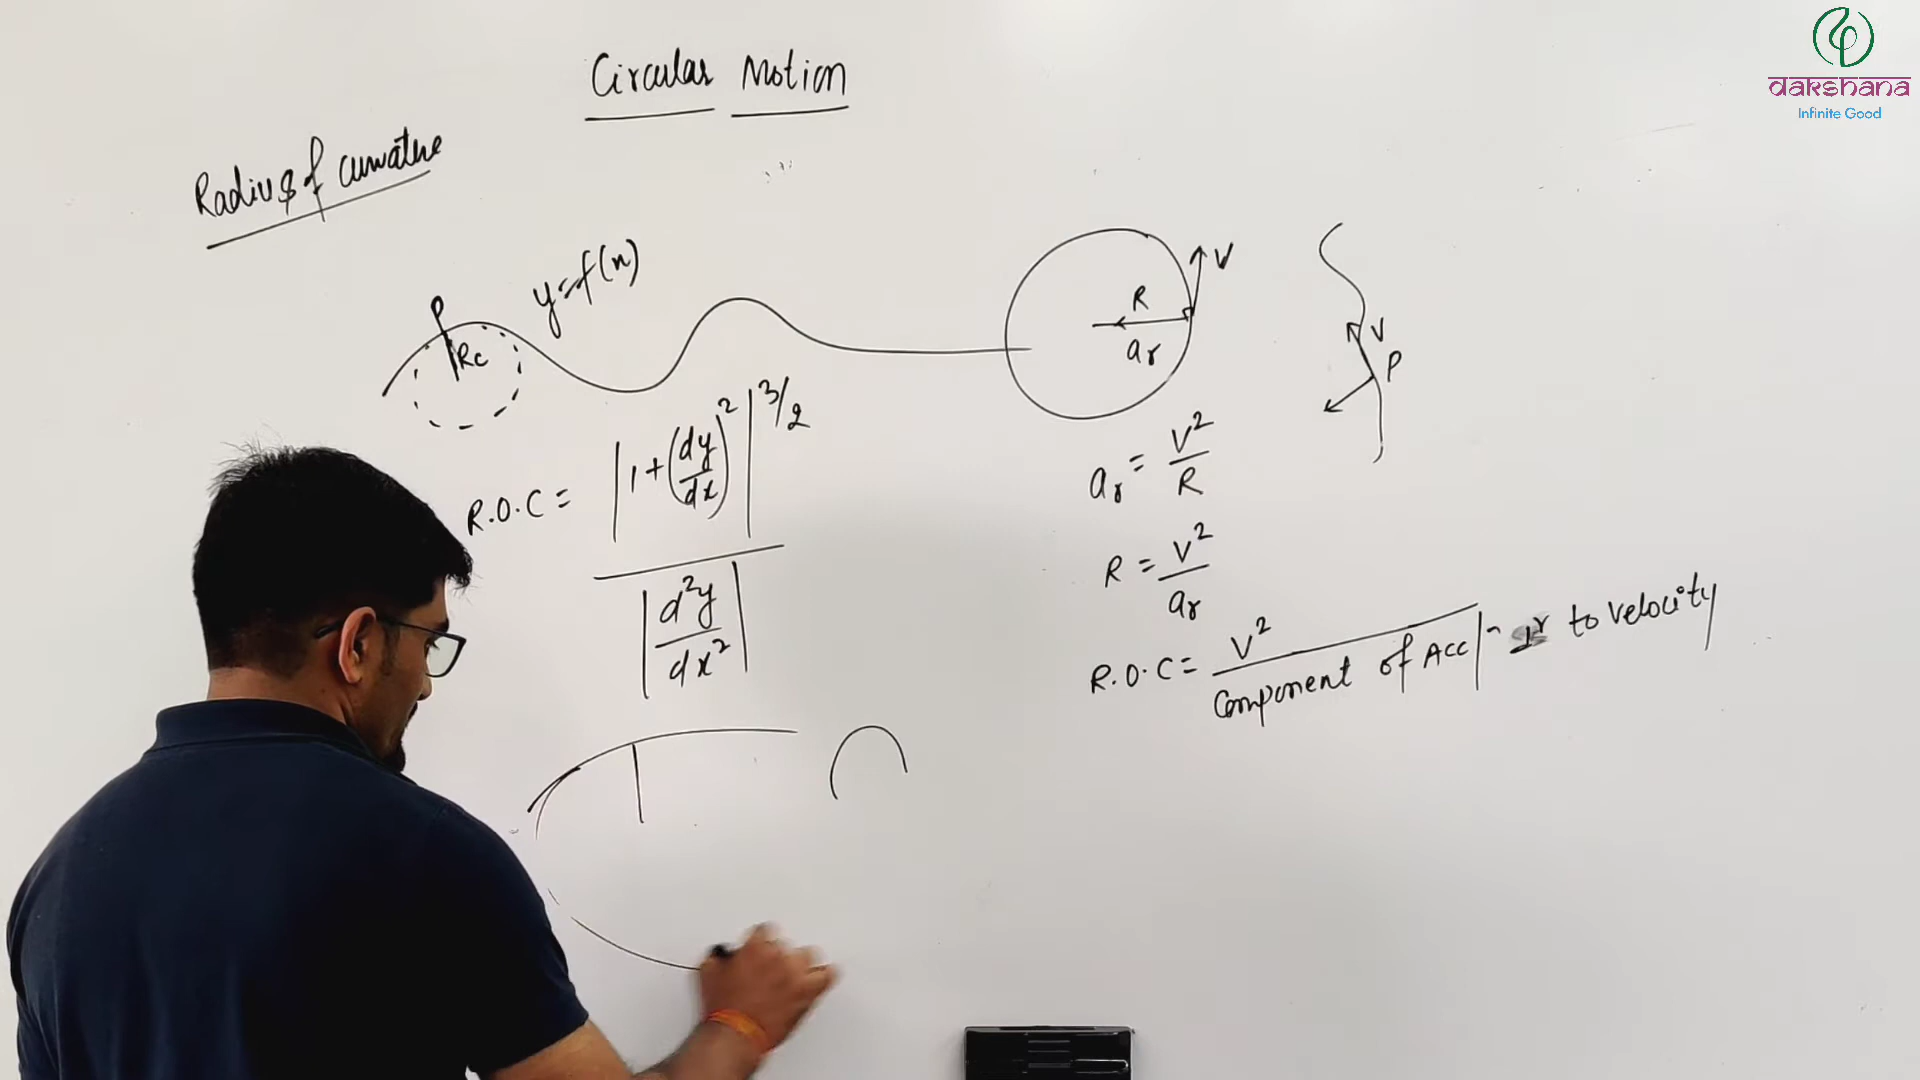 Circular Motion
dakshana
Infinite Good
Radius of curvature
y=f(x)
P
Rc
R.O.C = |1+(dy/dx)²|^3/2 / |d²y/dx²|
V
R
ar
V
P
ar = V²/R
R = V²/ar
R.O.C = V²/Component of Acc|ⁿ ⊥r to velocity